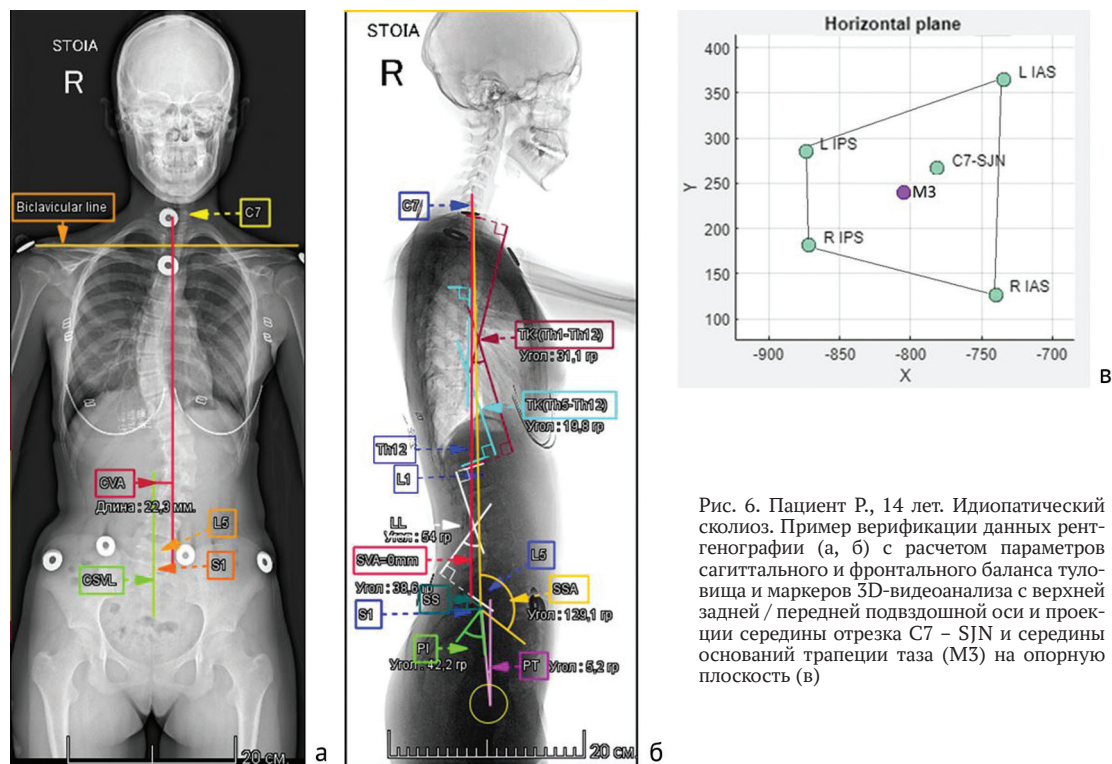 STOIA
R
Biclavicular line
C7
CVA
Длина : 22,3 мм.
L5
S1
CSVL
20 см.
а
STOIA
R
C7
TK-(Th1-Th12)
Угол : 31,1 гр
TK(Th5-Th12)
Угол : 19,8 гр
Th12
L1
LL
Угол : 54 гр
L5
SVA=0mm
Угол : 38,6 гр
SS
SSA
S1
Угол : 129,1 гр
PI
Угол : 42,2 гр
PT
Угол : 5,2 гр
20 см.
б
Horizontal plane
400
350
300
250
200
150
100
Y
L IAS
L IPS
C7-SJN
M3
R IPS
R IAS
-900
-850
-800
-750
-700
X
в
Рис. 6. Пациент Р., 14 лет. Идиопатический
сколиоз. Пример верификации данных рент-
генографии (а, б) с расчетом параметров
сагиттального и фронтального баланса туло-
вища и маркеров 3D-видеоанализа с верхней
задней / передней подвздошной оси и проек-
ции середины отрезка C7 – SJN и середины
оснований трапеции таза (М3) на опорную
плоскость (в)